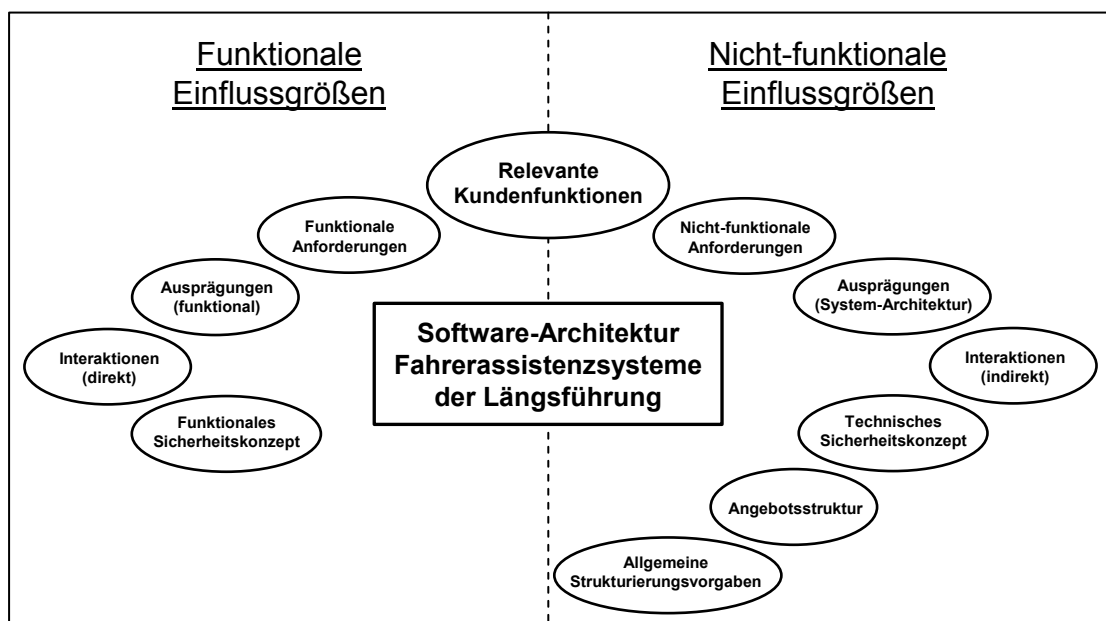 Funktionale
Einflussgrößen
Nicht-funktionale
Einflussgrößen
Relevante
Kundenfunktionen
Funktionale
Anforderungen
Nicht-funktionale
Anforderungen
Ausprägungen
(funktional)
Ausprägungen
(System-Architektur)
Software-Architektur
Fahrerassistenzsysteme
der Längsführung
Interaktionen
(direkt)
Interaktionen
(indirekt)
Funktionales
Sicherheitskonzept
Technisches
Sicherheitskonzept
Angebotsstruktur
Allgemeine
Strukturierungsvorgaben